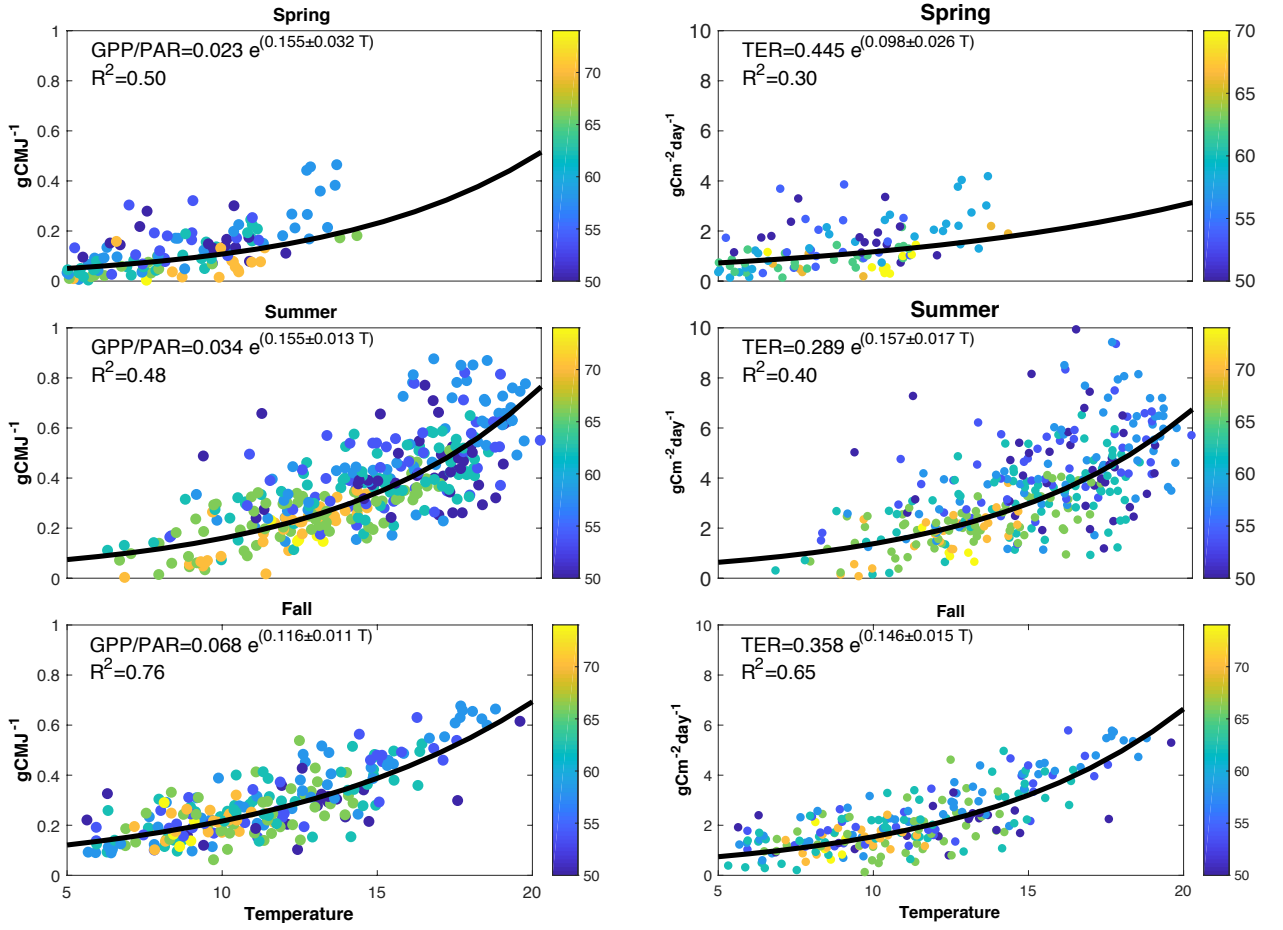 Spring
GPP/PAR=0.023 e(0.155±0.032 T)
R2=0.50
gCMJ-1
1
0.8
0.6
0.4
0.2
0
70
65
60
55
50
Spring
TER=0.445 e(0.098±0.026 T)
R2=0.30
gCm-2day-1
10
8
6
4
2
0
70
65
60
55
50
Summer
GPP/PAR=0.034 e(0.155±0.013 T)
R2=0.48
gCMJ-1
1
0.8
0.6
0.4
0.2
0
70
65
60
55
50
Summer
TER=0.289 e(0.157±0.017 T)
R2=0.40
gCm-2day-1
10
8
6
4
2
0
70
65
60
55
50
Fall
GPP/PAR=0.068 e(0.116±0.011 T)
R2=0.76
gCMJ-1
1
0.8
0.6
0.4
0.2
0
5 10 15 20
Temperature
70
65
60
55
50
Fall
TER=0.358 e(0.146±0.015 T)
R2=0.65
gCm-2day-1
10
8
6
4
2
0
5 10 15 20
Temperature
70
65
60
55
50